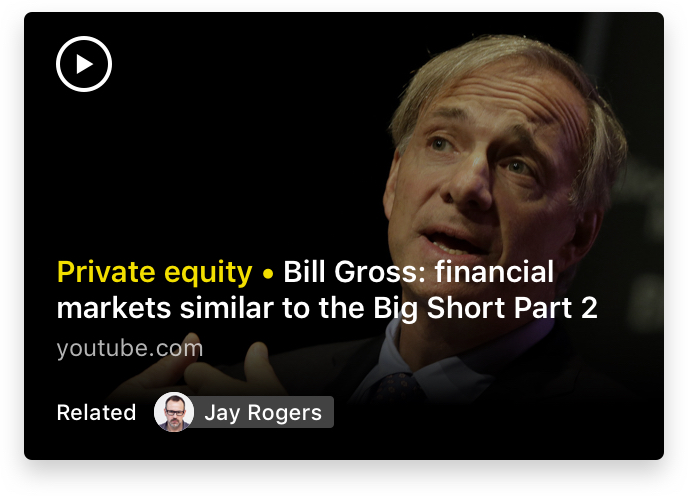 Private equity • Bill Gross: financial
markets similar to the Big Short Part 2
youtube.com
Related Jay Rogers